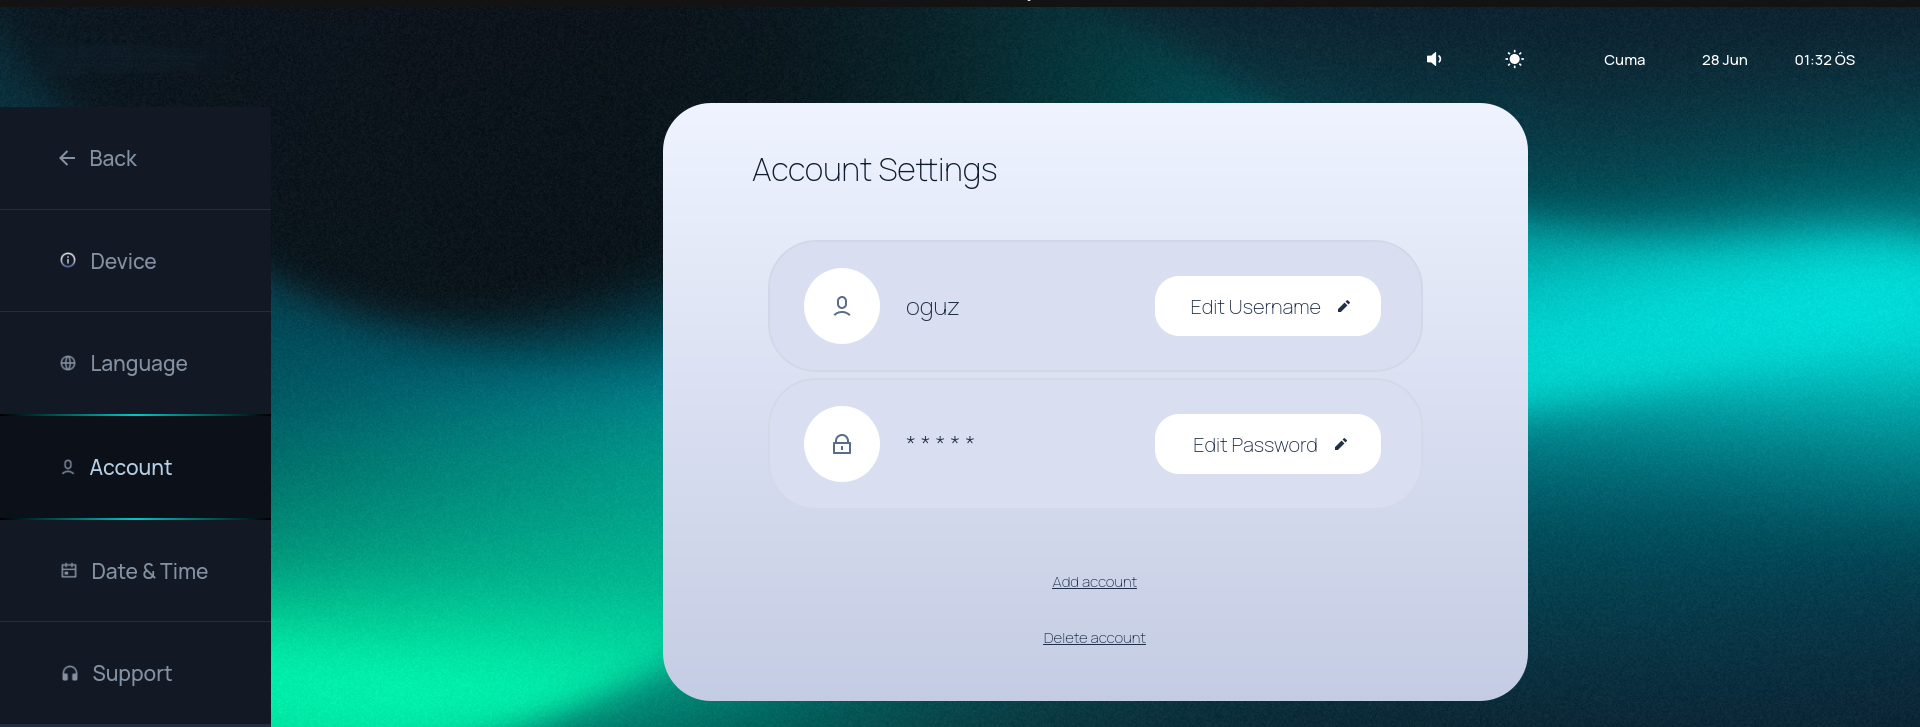 Cuma 28 Jun 01:32 ÖS
Back
Device
Language
Account
Date & Time
Support
Account Settings
oguz
Edit Username
* * * * *
Edit Password
Add account
Delete account